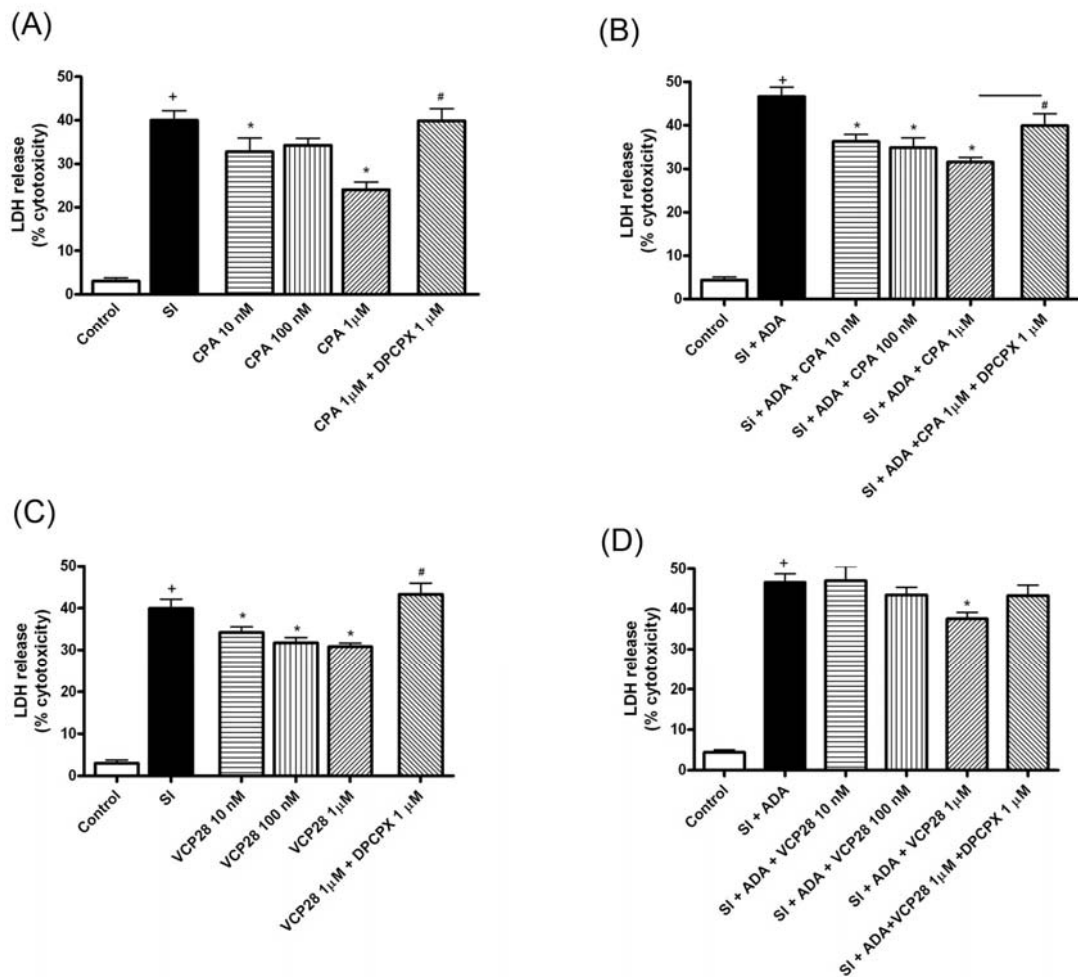 (A)
LDH release
(% cytotoxicity)
50
40
30
20
10
0
+
*
*
#
Control
SI
CPA 10 nM
CPA 100 nM
CPA 1μM
CPA 1μM + DPCPX 1 μM
(B)
LDH release
(% cytotoxicity)
50
40
30
20
10
0
+
*
*
*
#
Control
SI + ADA
Si + ADA + CPA 10 nM
SI + ADA + CPA 100 nM
SI + ADA + CPA 1μM
SI + ADA +CPA 1μM + DPCPX 1 μM
(C)
LDH release
(% cytotoxicity)
50
40
30
20
10
0
+
*
*
*
#
Control
SI
VCP28 10 nM
VCP28 100 nM
VCP28 1μM
VCP28 1μM + DPCPX 1 μM
(D)
LDH release
(% cytotoxicity)
50
40
30
20
10
0
+
*
Control
SI + ADA
SI + ADA + VCP28 10 nM
SI + ADA + VCP28 100 nM
SI + ADA + VCP28 1μM
SI + ADA+VCP28 1μM +DPCPX 1 μM